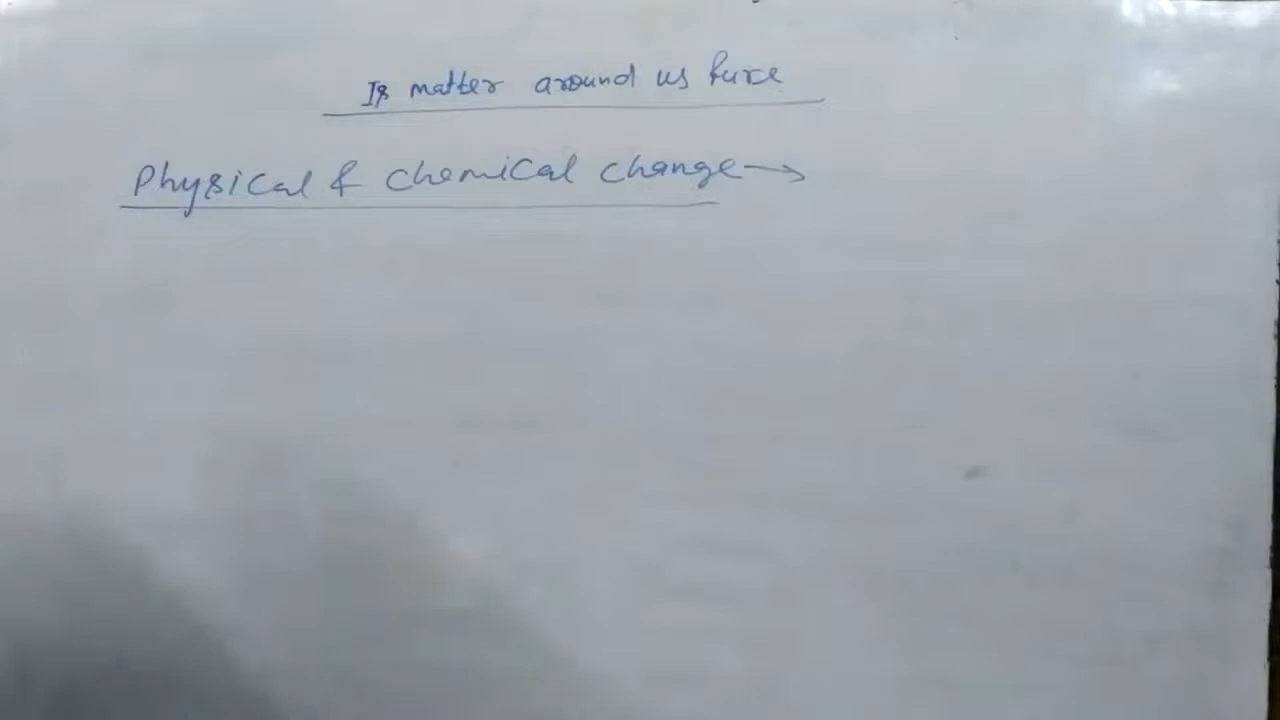 Is matter around us Pure
Physical & chemical change →